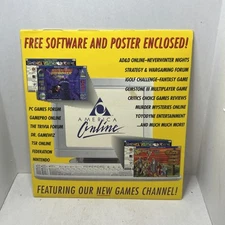 FREE SOFTWARE AND POSTER ENCLOSED!
AD&D ONLINE-NEVERWINTER NIGHTS
STRATEGY & WARGAMING FORUM
IGOLF CHALLENGE-FANTASY GAME
GEMSTONE III MULTIPLAYER GAME
CRITICS CHOICE GAMES REVIEWS
MURDER MYSTERIES ONLINE
YOYODYNE ENTERTAINMENT
...AND MUCH MUCH MORE!
PC GAMES FORUM
GAMEPRO ONLINE
THE TRIVIA FORUM
DR. GAMEWIZ
TSR ONLINE
FEDERATION
NINTENDO
AMERICA
Online
FEATURING OUR NEW GAMES CHANNEL!